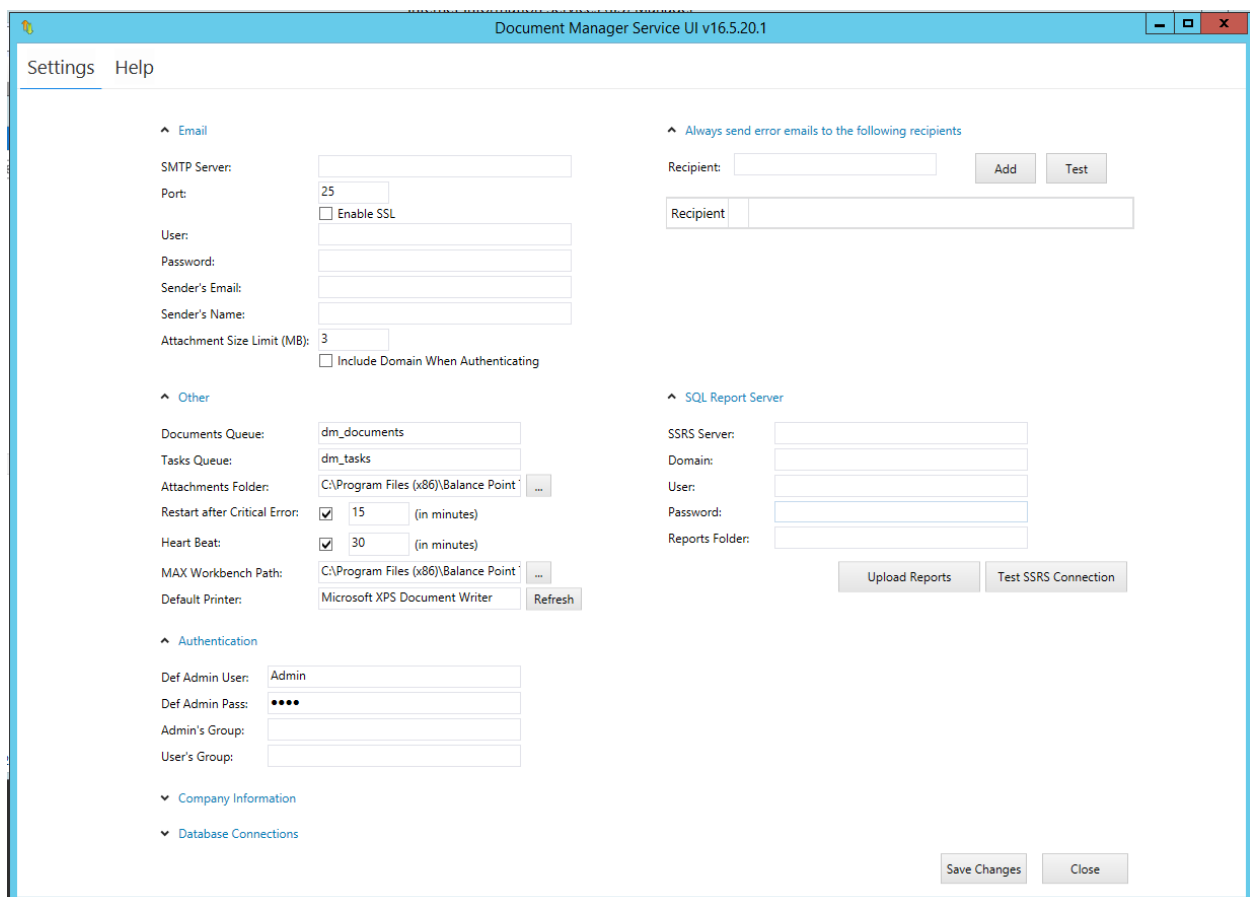 Document Manager Service UI v16.5.20.1
Settings Help
Email
SMTP Server:
Port: 25
Enable SSL
User:
Password:
Sender's Email:
Sender's Name:
Attachment Size Limit (MB): 3
Include Domain When Authenticating
Always send error emails to the following recipients
Recipient: Add Test
Recipient
Other
Documents Queue: dm_documents
Tasks Queue: dm_tasks
Attachments Folder: C:\Program Files (x86)\Balance Point ...
Restart after Critical Error: 15 (in minutes)
Heart Beat: 30 (in minutes)
MAX Workbench Path: C:\Program Files (x86)\Balance Point ...
Default Printer: Microsoft XPS Document Writer Refresh
SQL Report Server
SSRS Server:
Domain:
User:
Password:
Reports Folder:
Upload Reports Test SSRS Connection
Authentication
Def Admin User: Admin
Def Admin Pass: ●●●●
Admin's Group:
User's Group:
Company Information
Database Connections
Save Changes Close